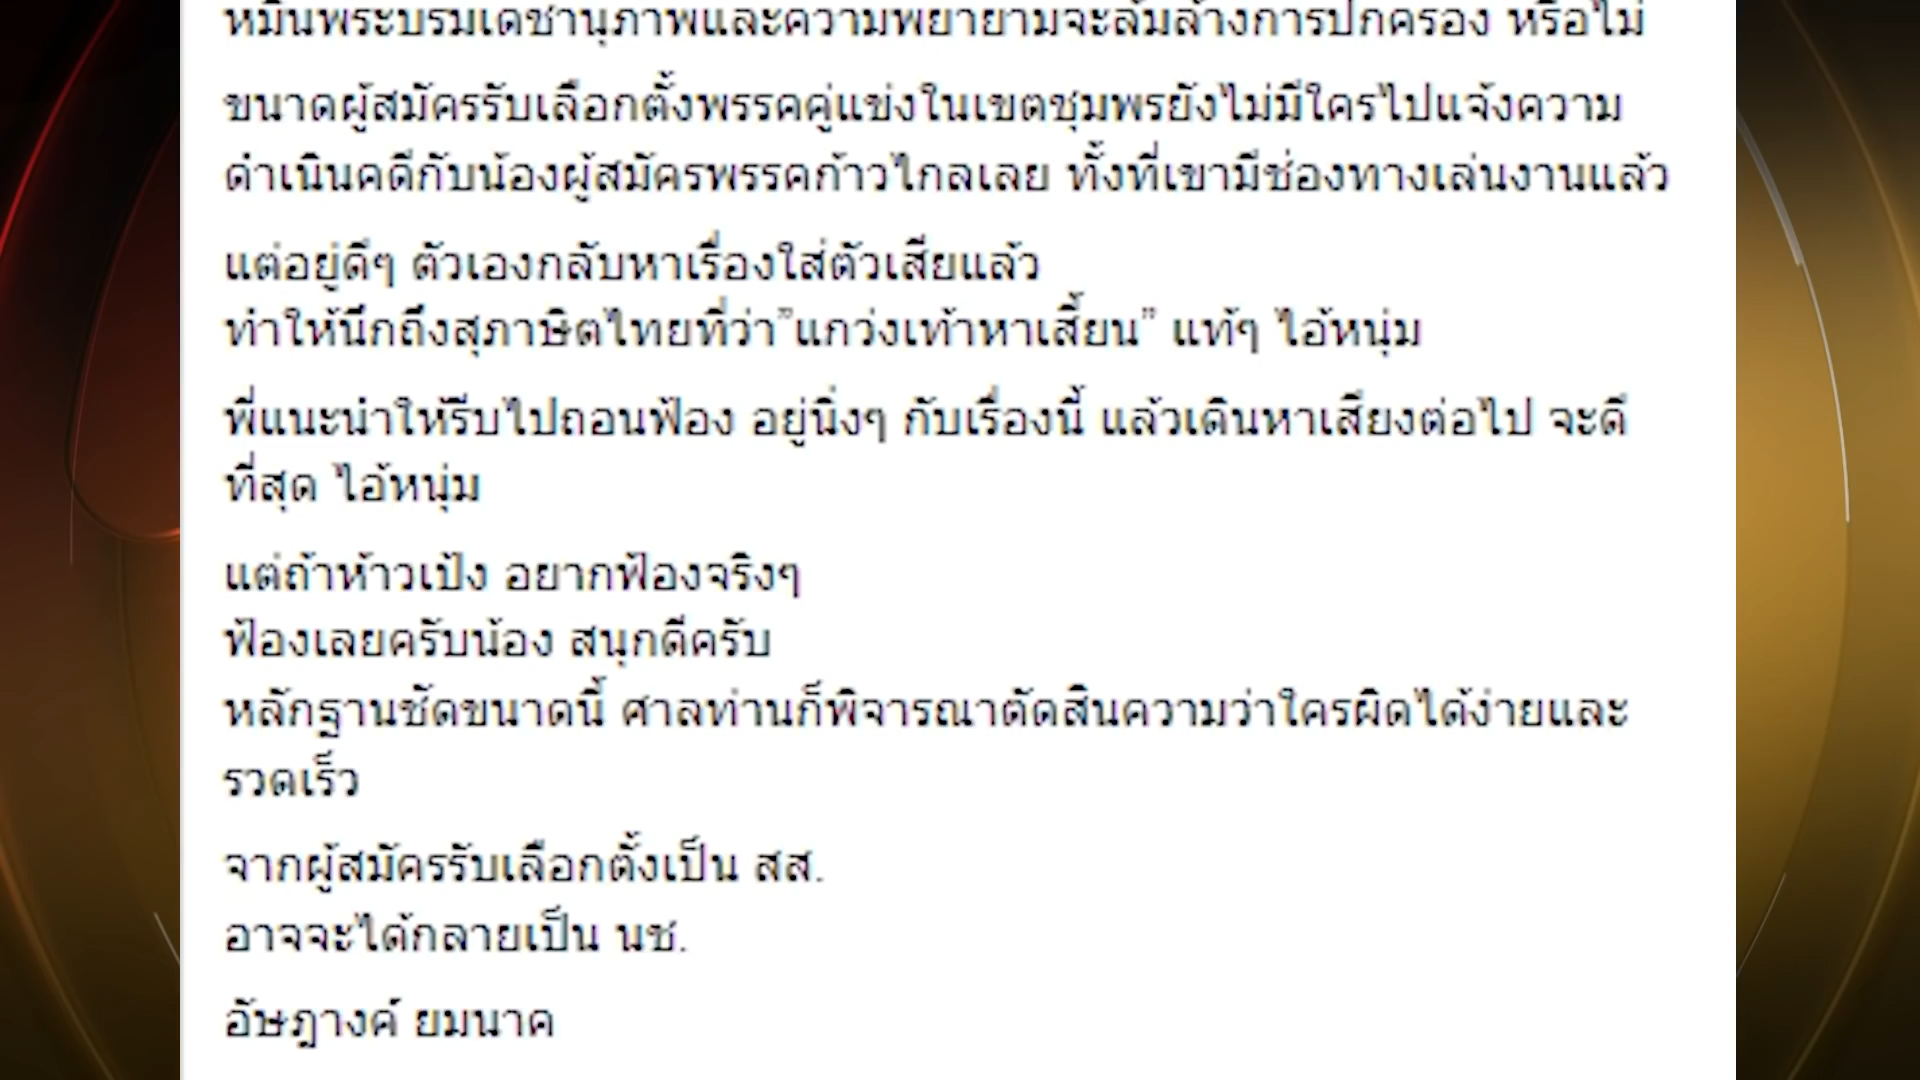 หมิ่นพระบรมเดชานุภาพและความพยายามจะล้มล้างการปกครอง หรือไม่
ขนาดผู้สมัครรับเลือกตั้งพรรคคู่แข่งในเขตชุมพรยังไม่มีใครไปแจ้งความ
ดำเนินคดีกับน้องผู้สมัครพรรคก้าวไกลเลย ทั้งที่เขามีช่องทางเล่นงานแล้ว
แต่อยู่ดีๆ ตัวเองกลับหาเรื่องใส่ตัวเสียแล้ว
ทำให้นึกถึงสุภาษิตไทยที่ว่า"แกว่งเท้าหาเสี้ยน" แท้ๆ ไอ้หนุ่ม
พี่แนะนำให้รีบไปถอนฟ้อง อยู่นิ่งๆ กับเรื่องนี้ แล้วเดินหาเสียงต่อไป จะดี
ที่สุด ไอ้หนุ่ม
แต่ถ้าห้าวเป้ง อยากฟ้องจริงๆ
ฟ้องเลยครับน้อง สนุกดีครับ
หลักฐานชัดขนาดนี้ ศาลท่านก็พิจารณาตัดสินความว่าใครผิดได้ง่ายและ
รวดเร็ว
จากผู้สมัครรับเลือกตั้งเป็น สส.
อาจจะได้กลายเป็น นช.
อัษฎางค์ ยมนาค